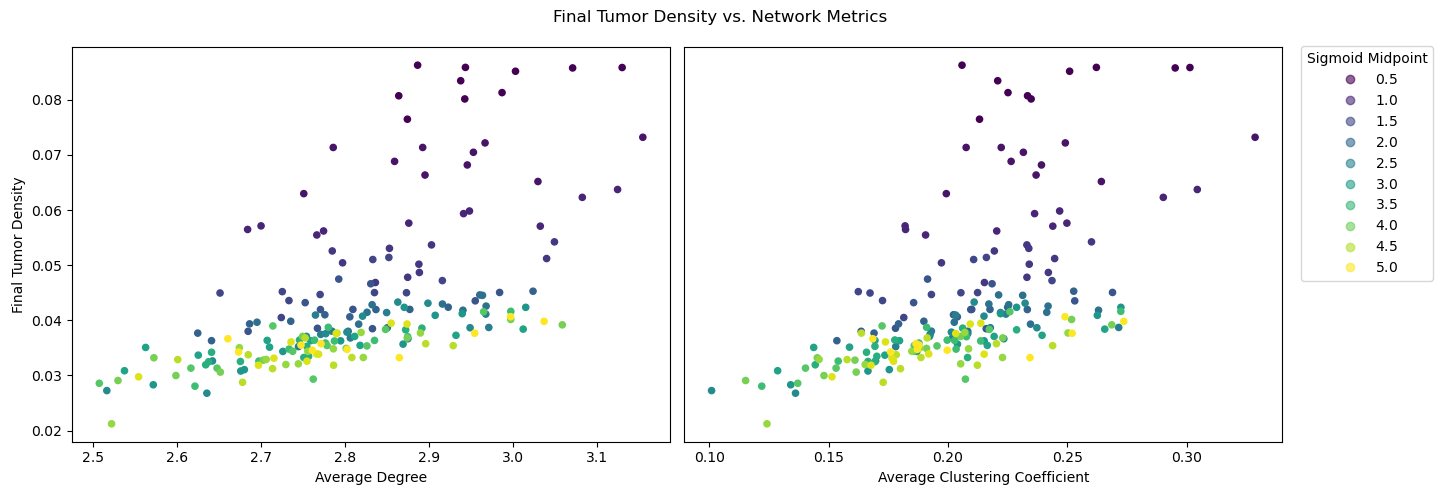 Final Tumor Density vs. Network Metrics
Final Tumor Density
0.08
0.07
0.06
0.05
0.04
0.03
0.02
2.5 2.6 2.7 2.8 2.9 3.0 3.1
Average Degree
0.10 0.15 0.20 0.25 0.30
Average Clustering Coefficient
Sigmoid Midpoint
0.5
1.0
1.5
2.0
2.5
3.0
3.5
4.0
4.5
5.0